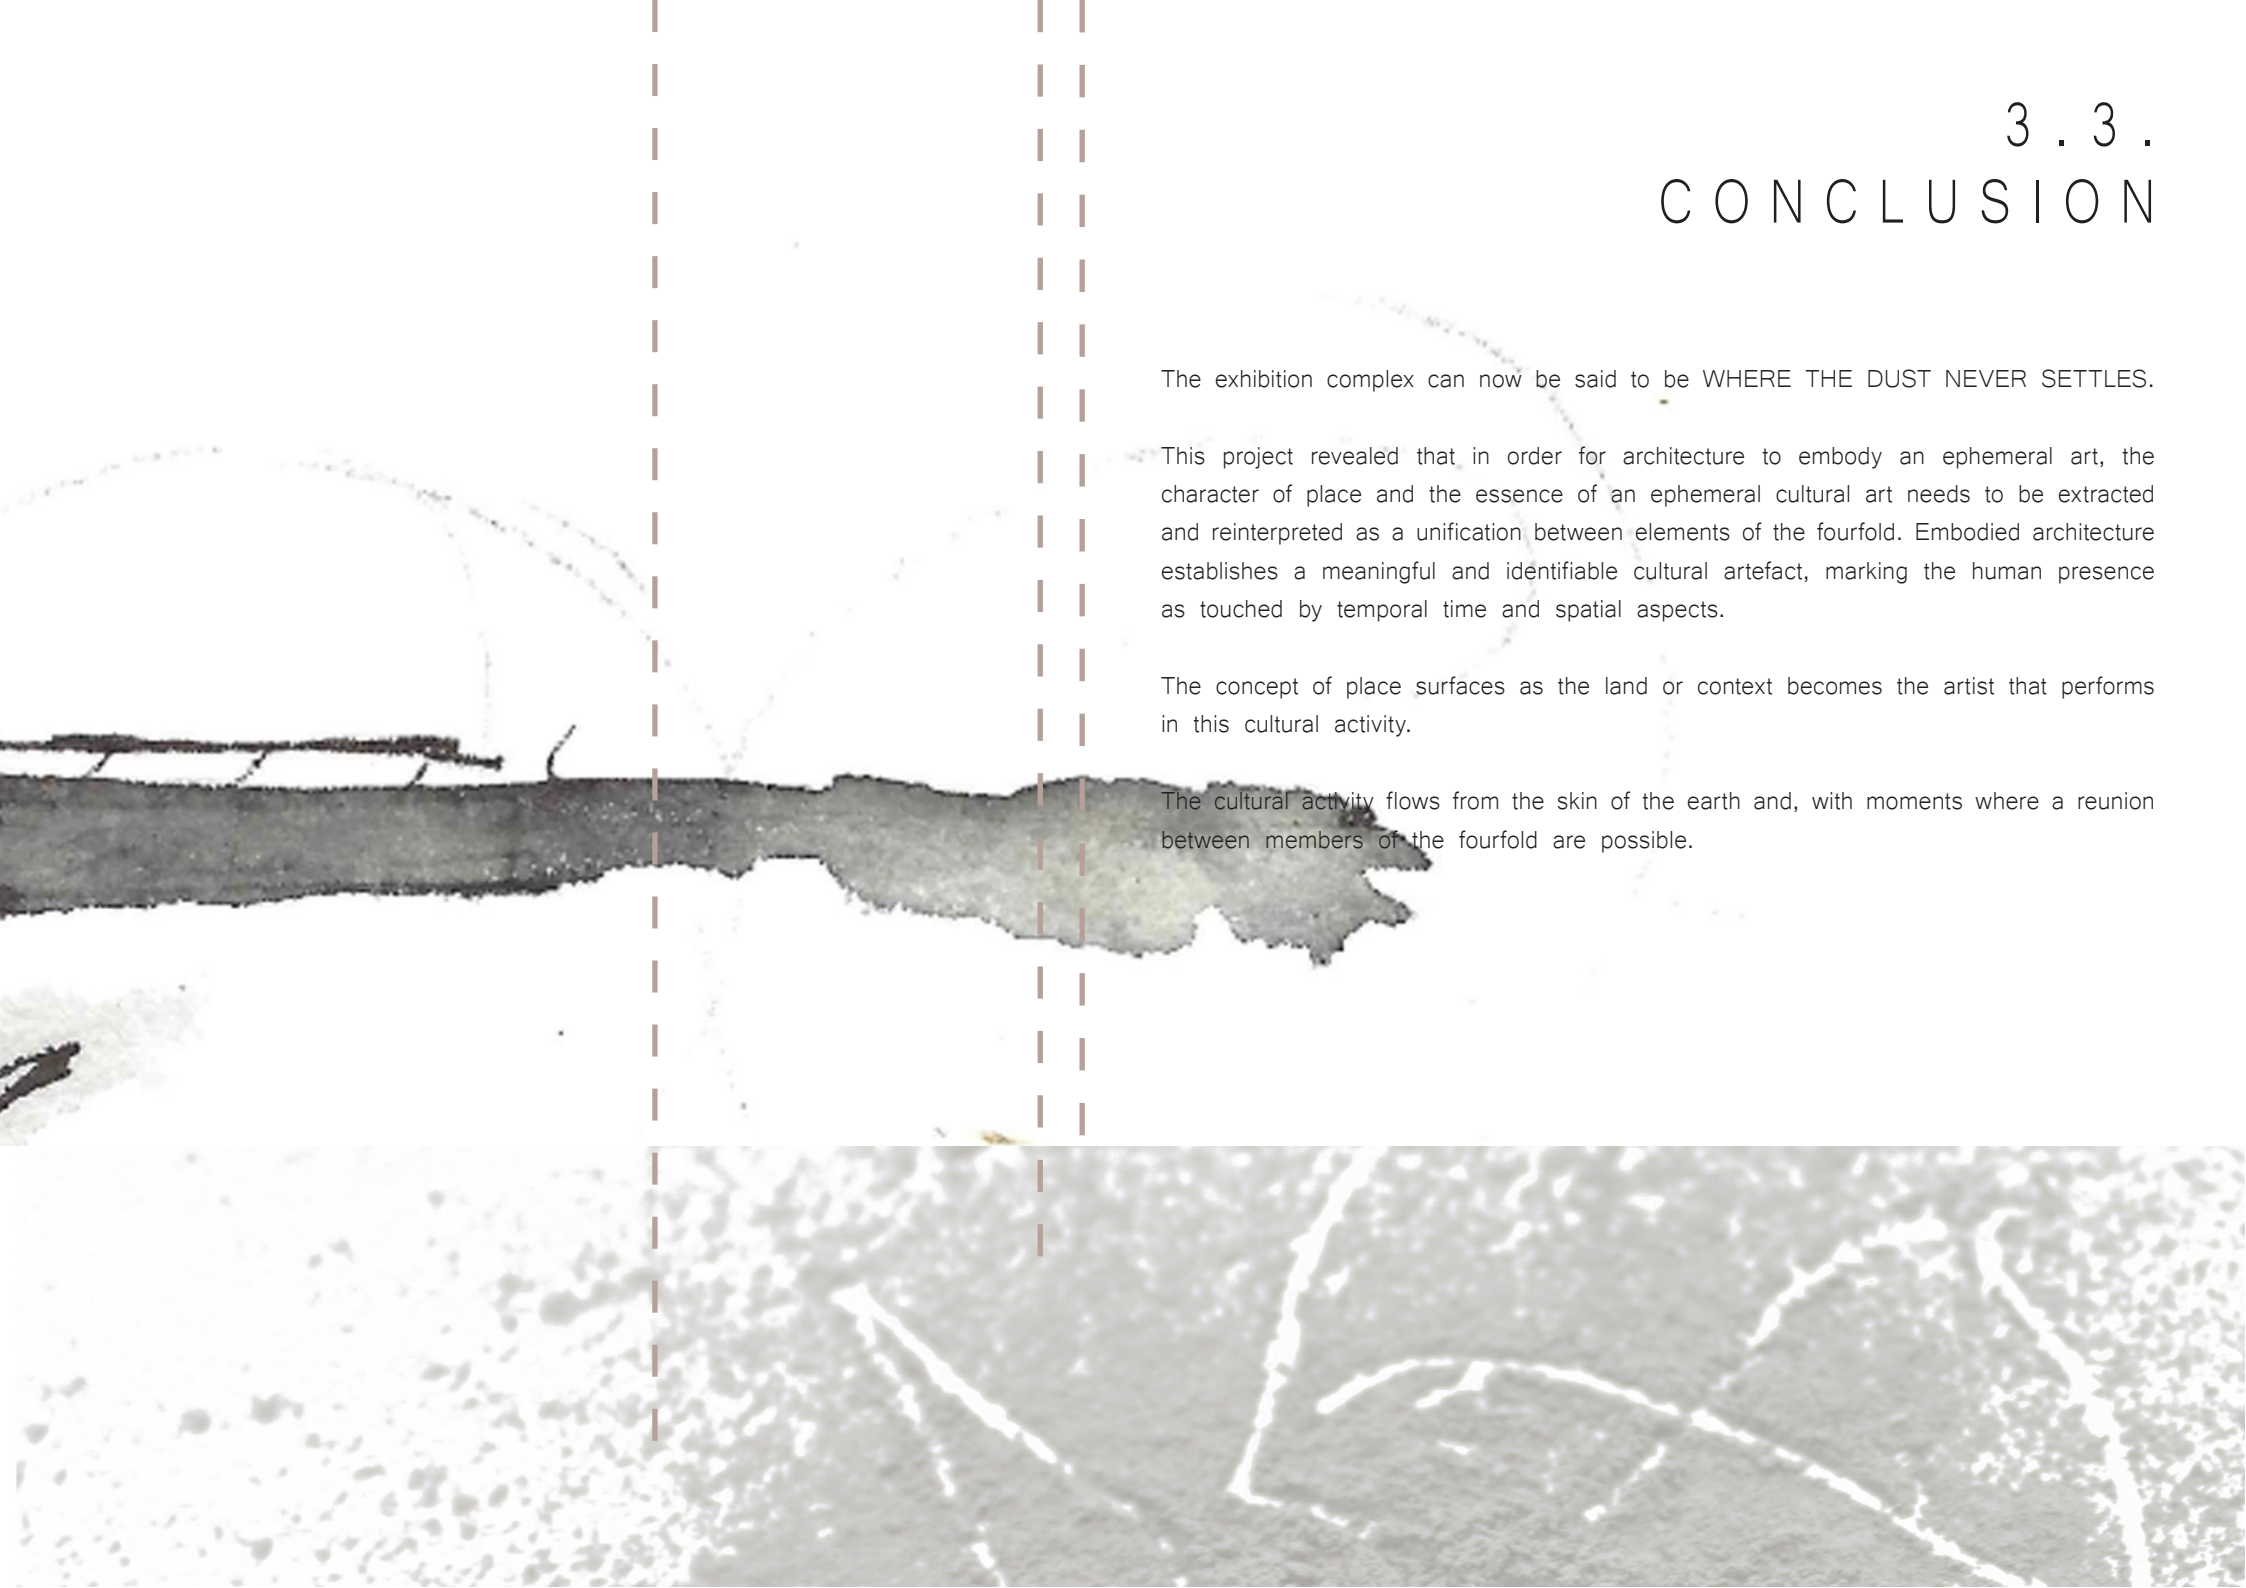 3.3.
CONCLUSION
The exhibition complex can now be said to be WHERE THE DUST NEVER SETTLES.
This project revealed that in order for architecture to embody an ephemeral art, the
character of place and the essence of an ephemeral cultural art needs to be extracted
and reinterpreted as a unification between elements of the fourfold. Embodied architecture
establishes a meaningful and identifiable cultural artefact, marking the human presence
as touched by temporal time and spatial aspects.
The concept of place surfaces as the land or context becomes the artist that performs
in this cultural activity.
The cultural activity flows from the skin of the earth and, with moments where a reunion
between members of the fourfold are possible.